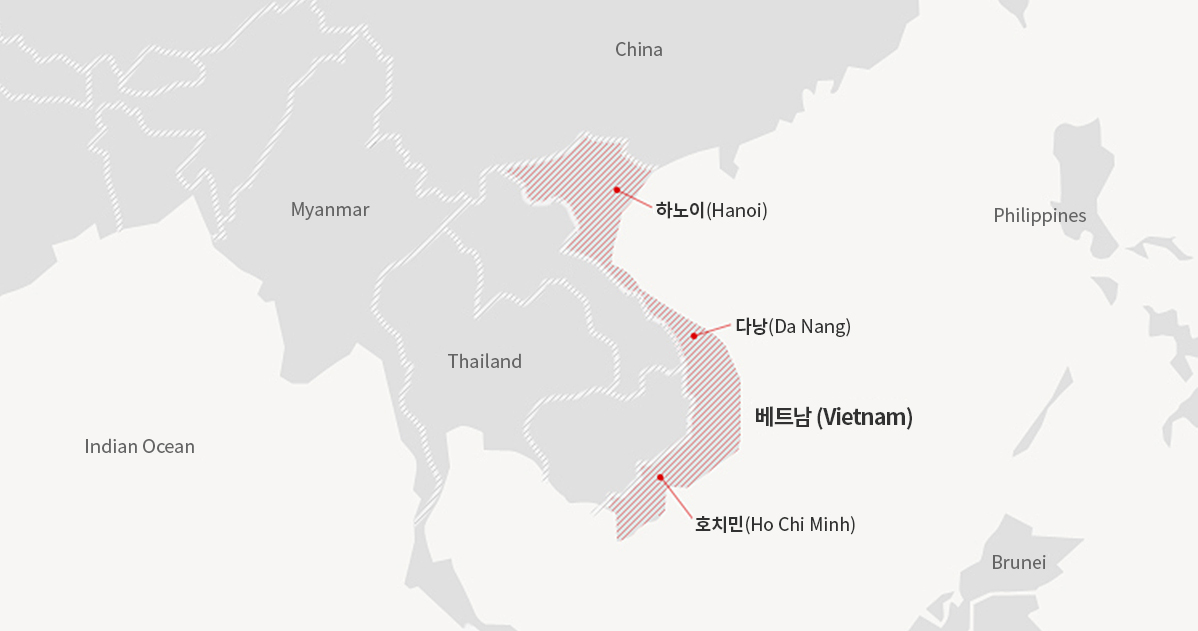 China
Myanmar
하노이(Hanoi)
Philippines
다낭(Da Nang)
Thailand
베트남 (Vietnam)
Indian Ocean
호치민(Ho Chi Minh)
Brunei